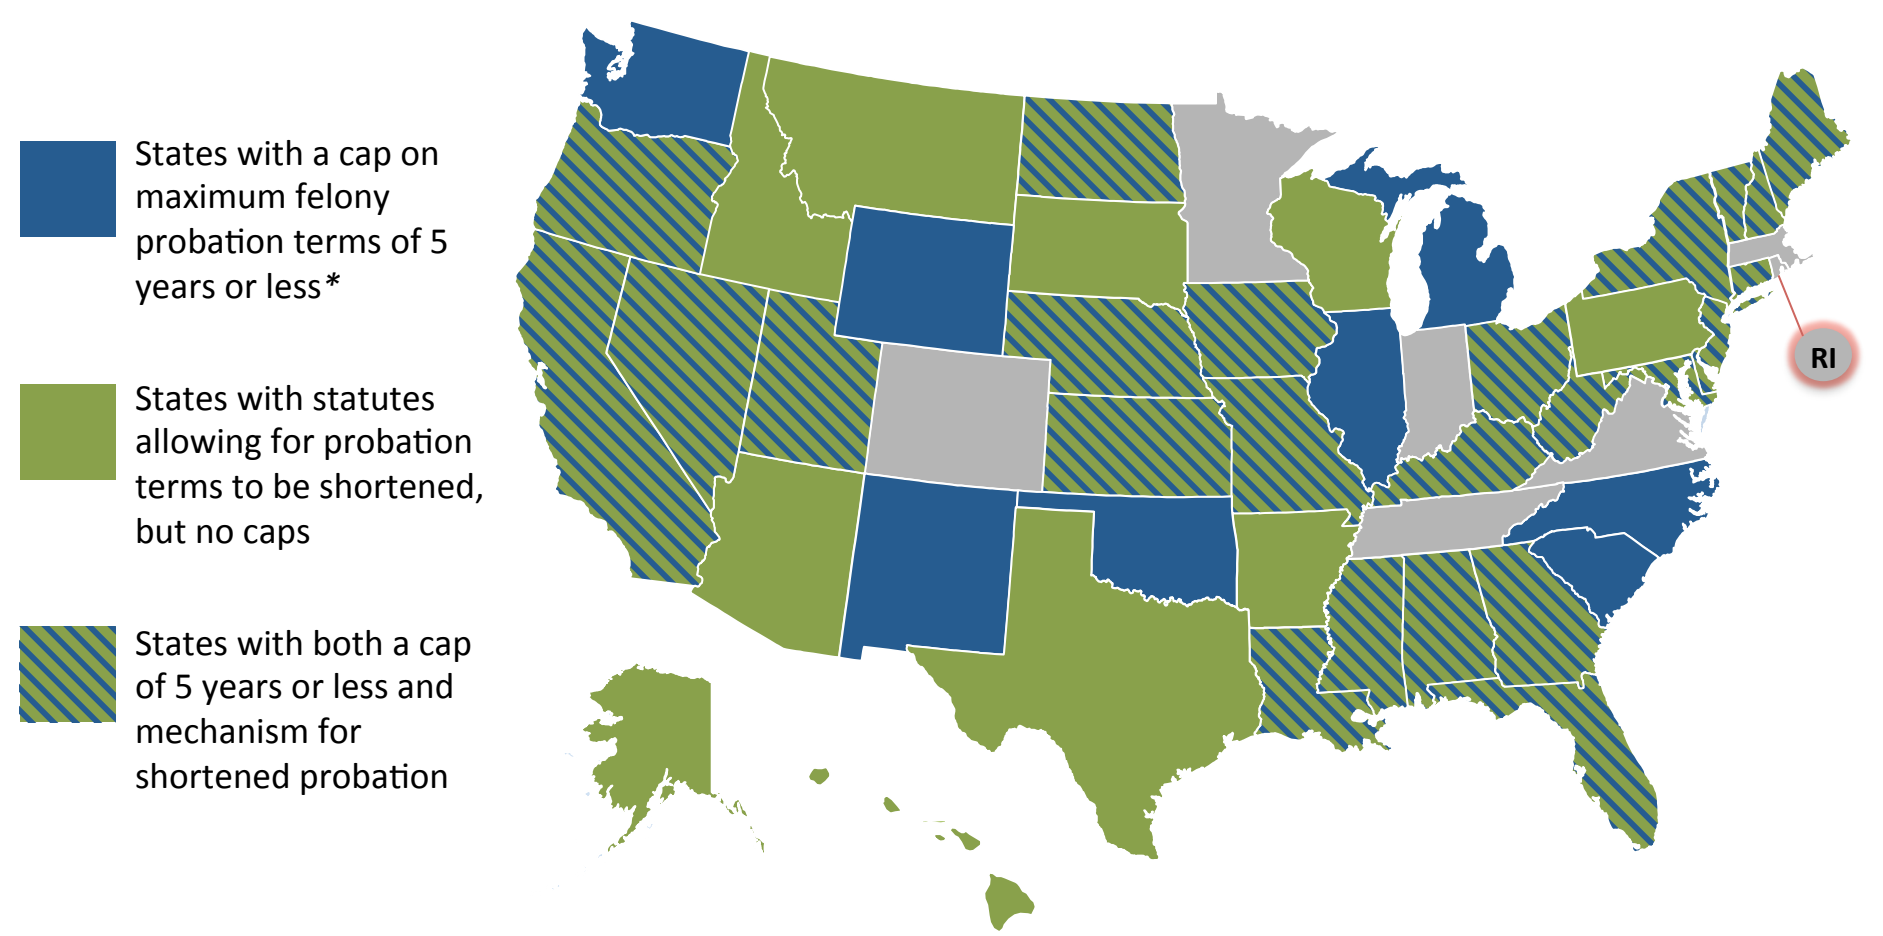 States with a cap on
maximum felony
probation terms of 5
years or less*
States with statutes
allowing for probation
terms to be shortened,
but no caps
States with both a cap
of 5 years or less and
mechanism for
shortened probation
RI